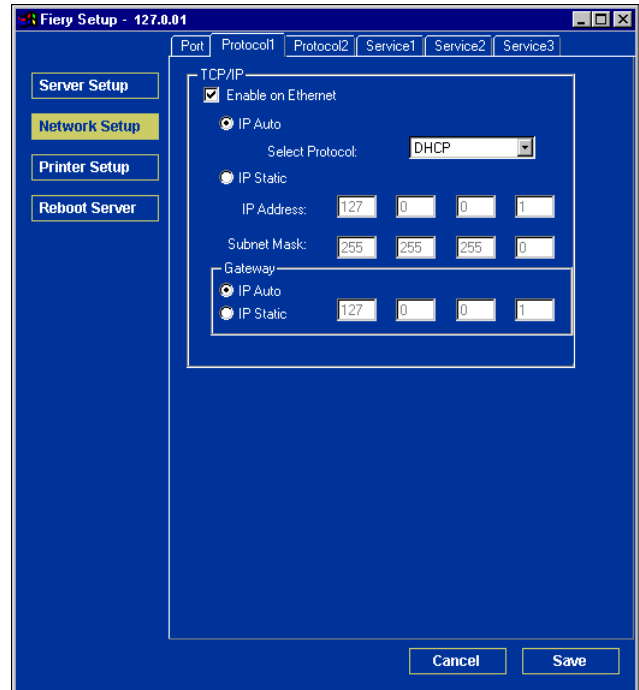 Fiery Setup - 127.0.01
Port Protocol1 Protocol2 Service1 Service2 Service3
Server Setup
Network Setup
Printer Setup
Reboot Server
TCP/IP
Enable on Ethernet
IP Auto
Select Protocol: DHCP
IP Static
IP Address: 127 0 0 1
Subnet Mask: 255 255 255 0
Gateway
IP Auto
IP Static 127 0 0 1
Cancel Save